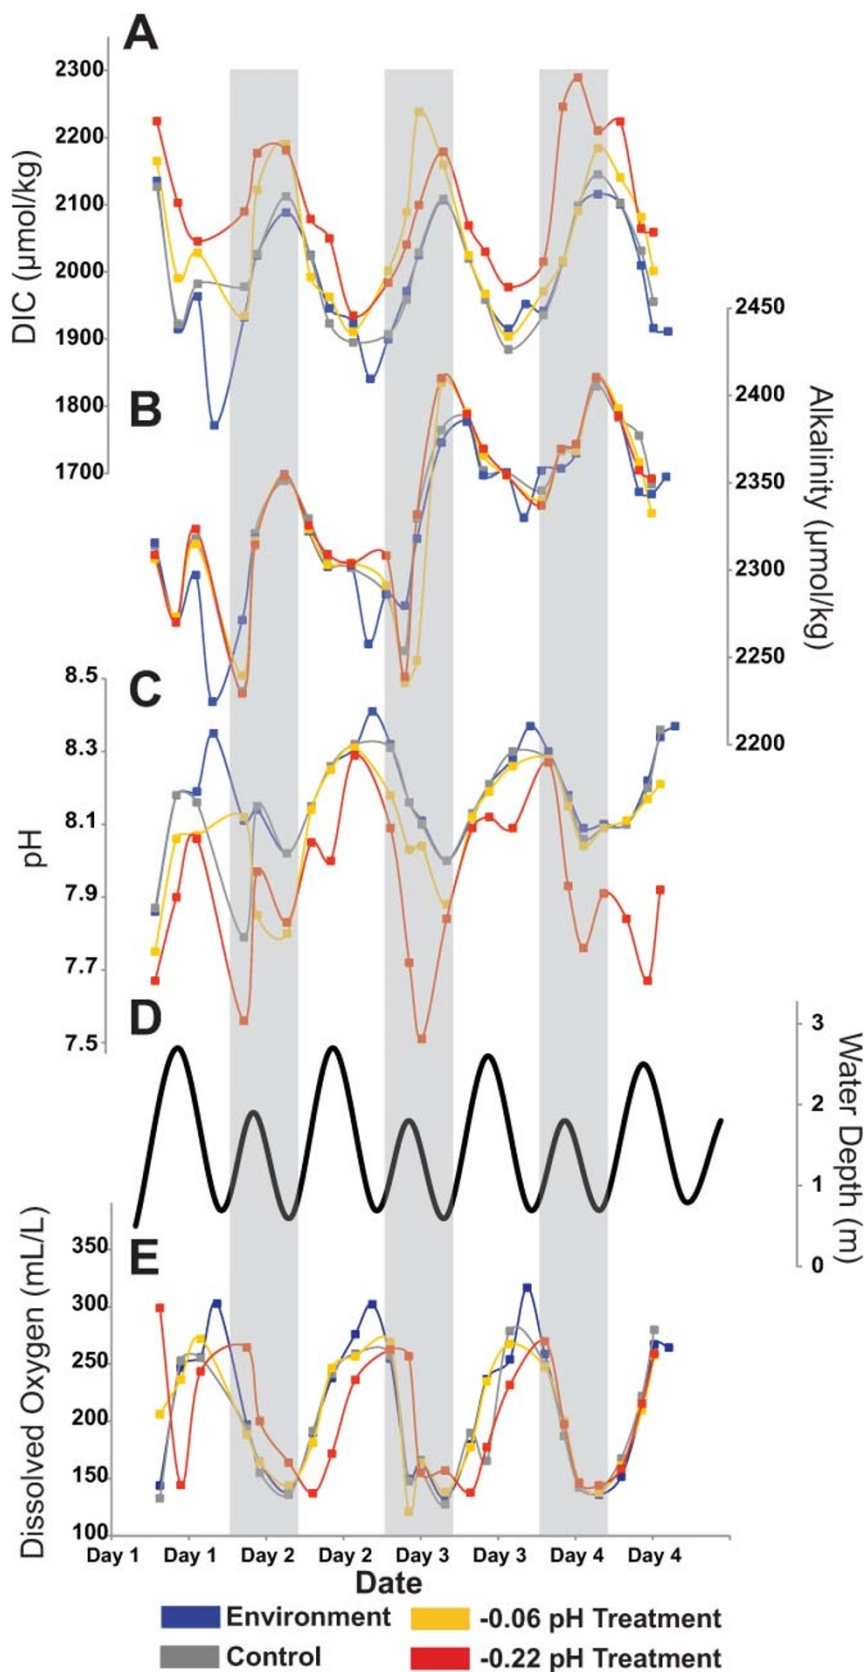 A
2300
2200
2100
2000
1900
1800
1700
DIC (µmol/kg)
B
2450
2400
2350
2300
2250
2200
Alkalinity (µmol/kg)
C
8.5
8.3
8.1
7.9
7.7
7.5
pH
D
3
2
1
0
Water Depth (m)
E
350
300
250
200
150
100
Dissolved Oxygen (mL/L)
Day 1 Day 1 Day 2 Day 2 Day 3 Day 3 Day 4 Day 4
Date
Environment -0.06 pH Treatment
Control -0.22 pH Treatment